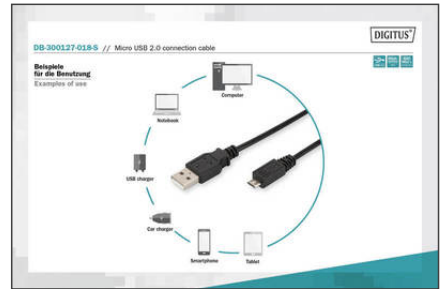 DIGITUS®
DB-300127-018-S // Micro USB 2.0 connection cable
Beispiele
für die Benutzung
Examples of use
Computer
Notebook
USB charger
Car charger
Smartphone
Tablet